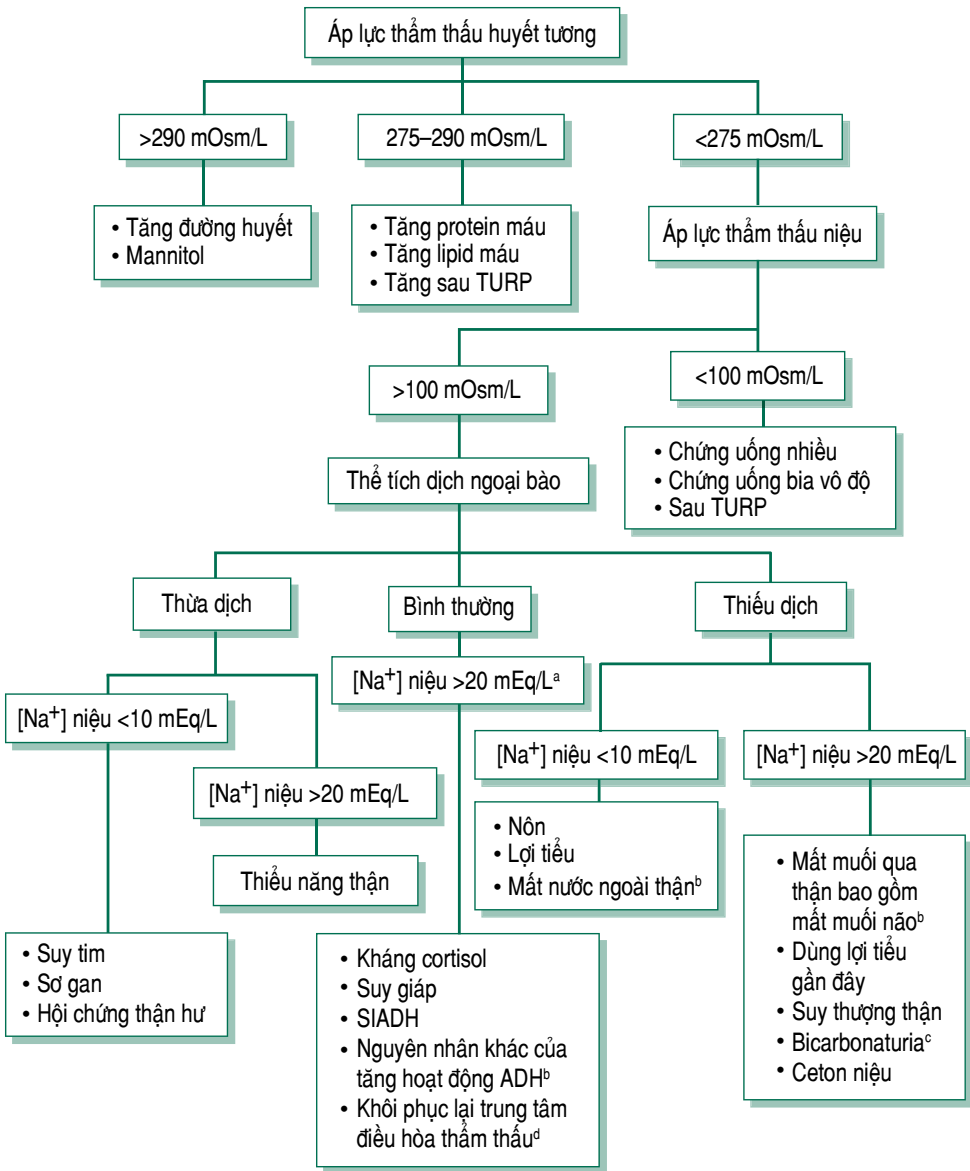 Áp lực thẩm thấu huyết tương
>290 mOsm/L
275–290 mOsm/L
<275 mOsm/L
• Tăng đường huyết
• Mannitol
• Tăng protein máu
• Tăng lipid máu
• Tăng sau TURP
Áp lực thẩm thấu niệu
>100 mOsm/L
<100 mOsm/L
• Chứng uống nhiều
• Chứng uống bia vô độ
• Sau TURP
Thể tích dịch ngoại bào
Thừa dịch
Bình thường
Thiếu dịch
[Na⁺] niệu <10 mEq/L
[Na⁺] niệu >20 mEq/L
[Na⁺] niệu >20 mEq/Lᵃ
[Na⁺] niệu <10 mEq/L
[Na⁺] niệu >20 mEq/L
Thiểu năng thận
• Suy tim
• Sơ gan
• Hội chứng thận hư
• Kháng cortisol
• Suy giáp
• SIADH
• Nguyên nhân khác của
tăng hoạt động ADHᵇ
• Khôi phục lại trung tâm
điều hòa thẩm thấuᵈ
• Nôn
• Lợi tiểu
• Mất nước ngoài thậnᵇ
• Mất muối qua
thận bao gồm
mất muối nãoᵇ
• Dùng lợi tiểu
gần đây
• Suy thượng thận
• Bicarbonaturiaᶜ
• Ceton niệu